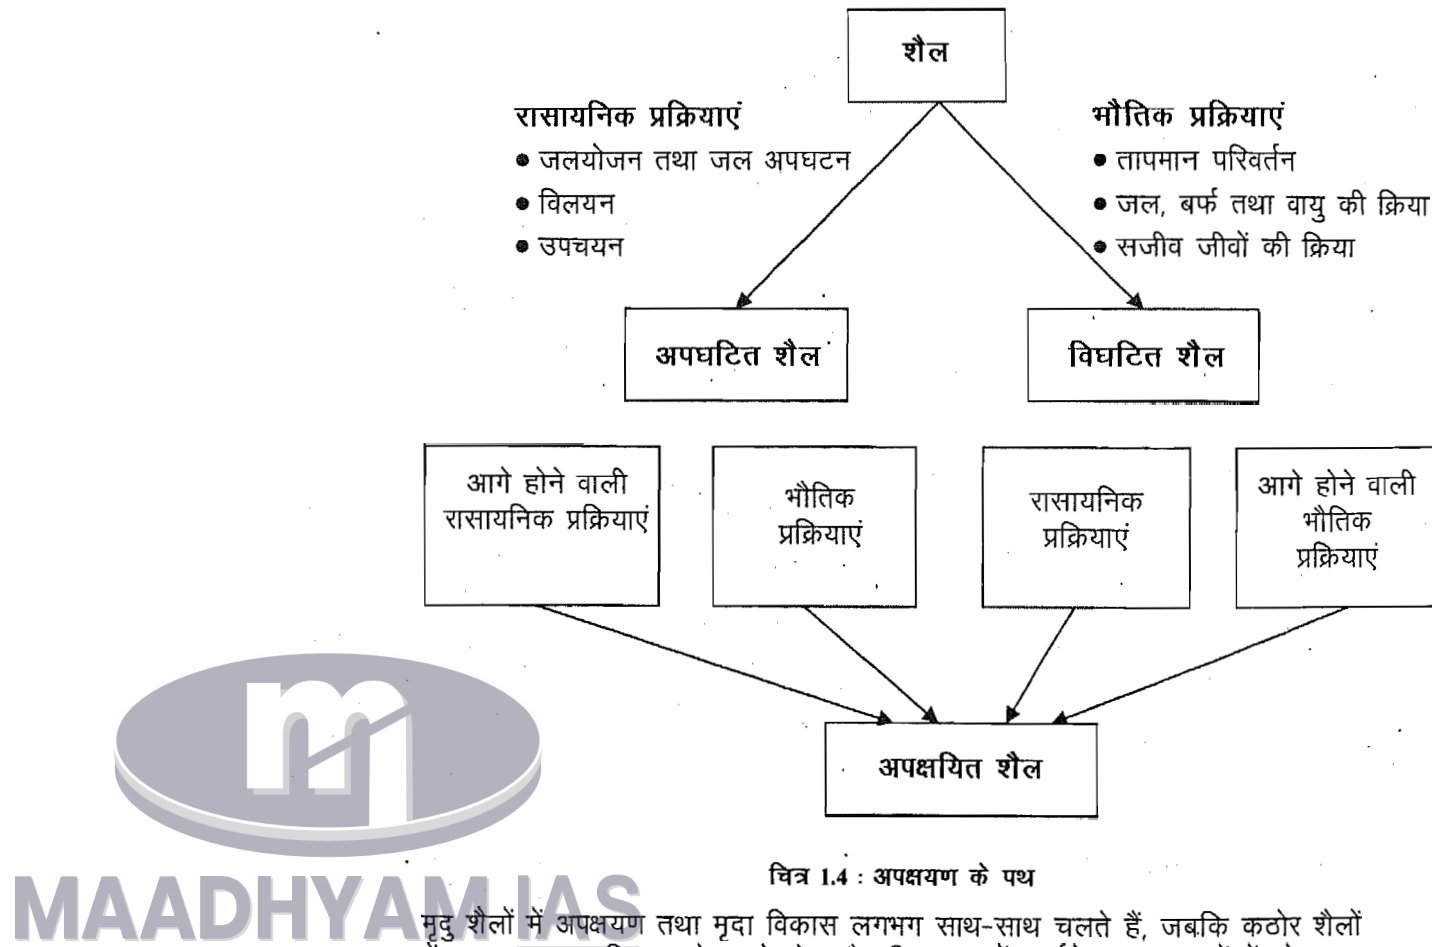 शैल
रासायनिक प्रक्रियाएं
• जलयोजन तथा जल अपघटन
• विलयन
• उपचयन
भौतिक प्रक्रियाएं
• तापमान परिवर्तन
• जल, बर्फ तथा वायु की क्रिया
• सजीव जीवों की क्रिया
अपघटित शैल
विघटित शैल
आगे होने वाली
रासायनिक प्रक्रियाएं
भौतिक
प्रक्रियाएं
रासायनिक
प्रक्रियाएं
आगे होने वाली
भौतिक
प्रक्रियाएं
अपक्षयित शैल
चित्र 1.4 : अपक्षयण के पथ
MAADHYAM IAS
मृदु शैलों में अपक्षयण तथा मृदा विकास लगभग साथ-साथ चलते हैं, जबकि कठोर शैलों